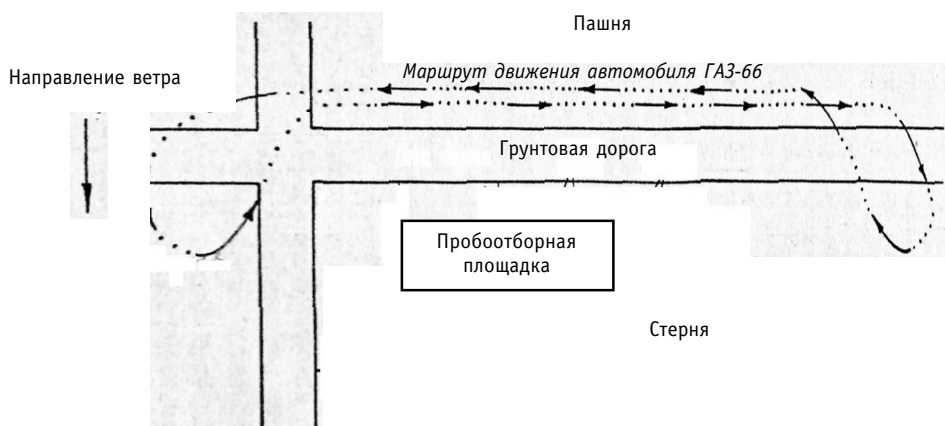 Пашня
Направление ветра
Маршрут движения автомобиля ГАЗ-66
Грунтовая дорога
Пробоотборная
площадка
Стерня